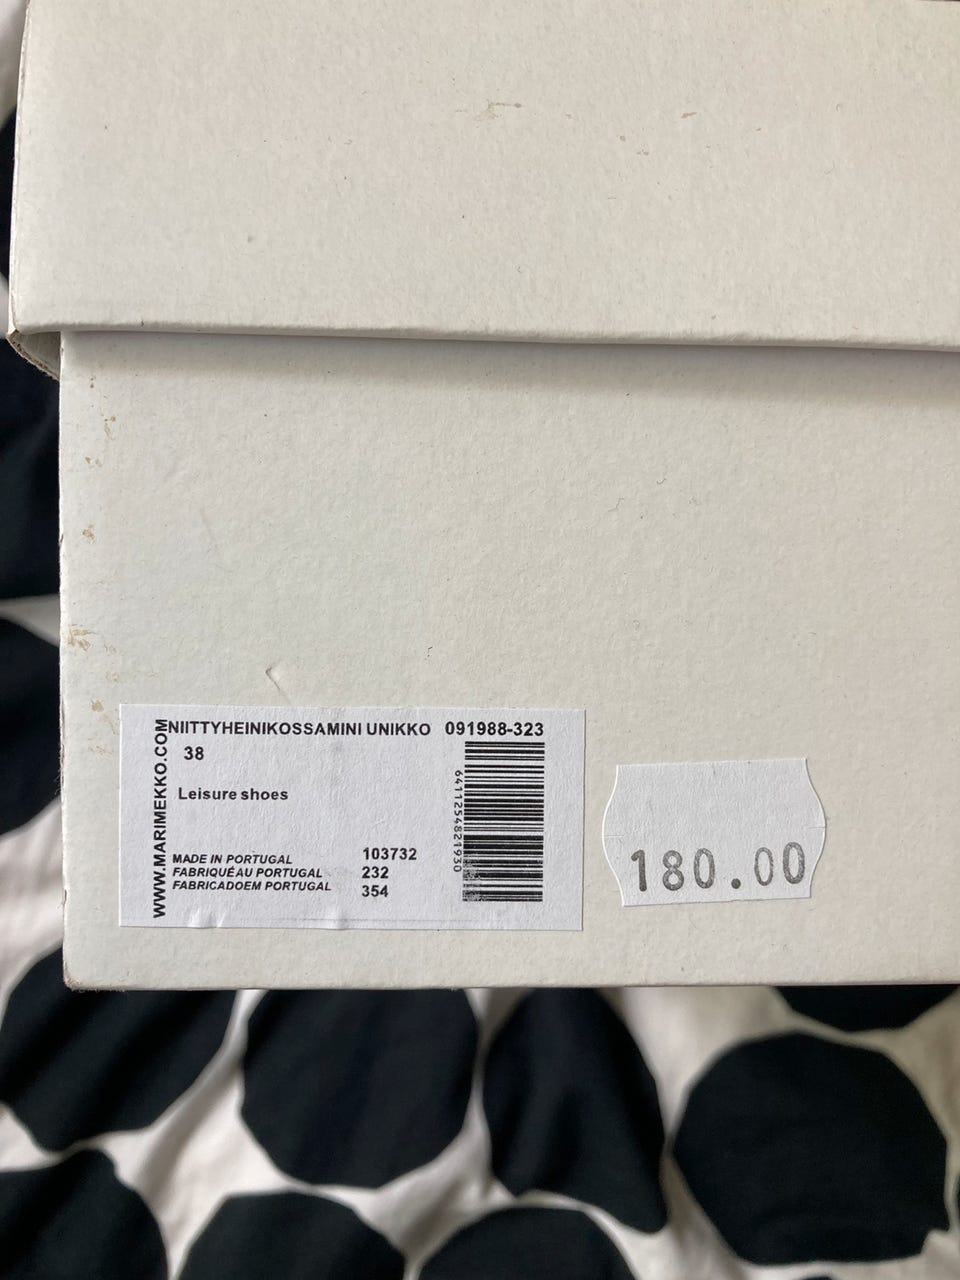 WWW.MARIMEKKO.COM
NIITTYHEINIKOSSAMINI UNIKKO 091988-323
38
Leisure shoes
6411254821930
MADE IN PORTUGAL 103732
FABRIQUÉAU PORTUGAL 232
FABRICADOEM PORTUGAL 354
180.00